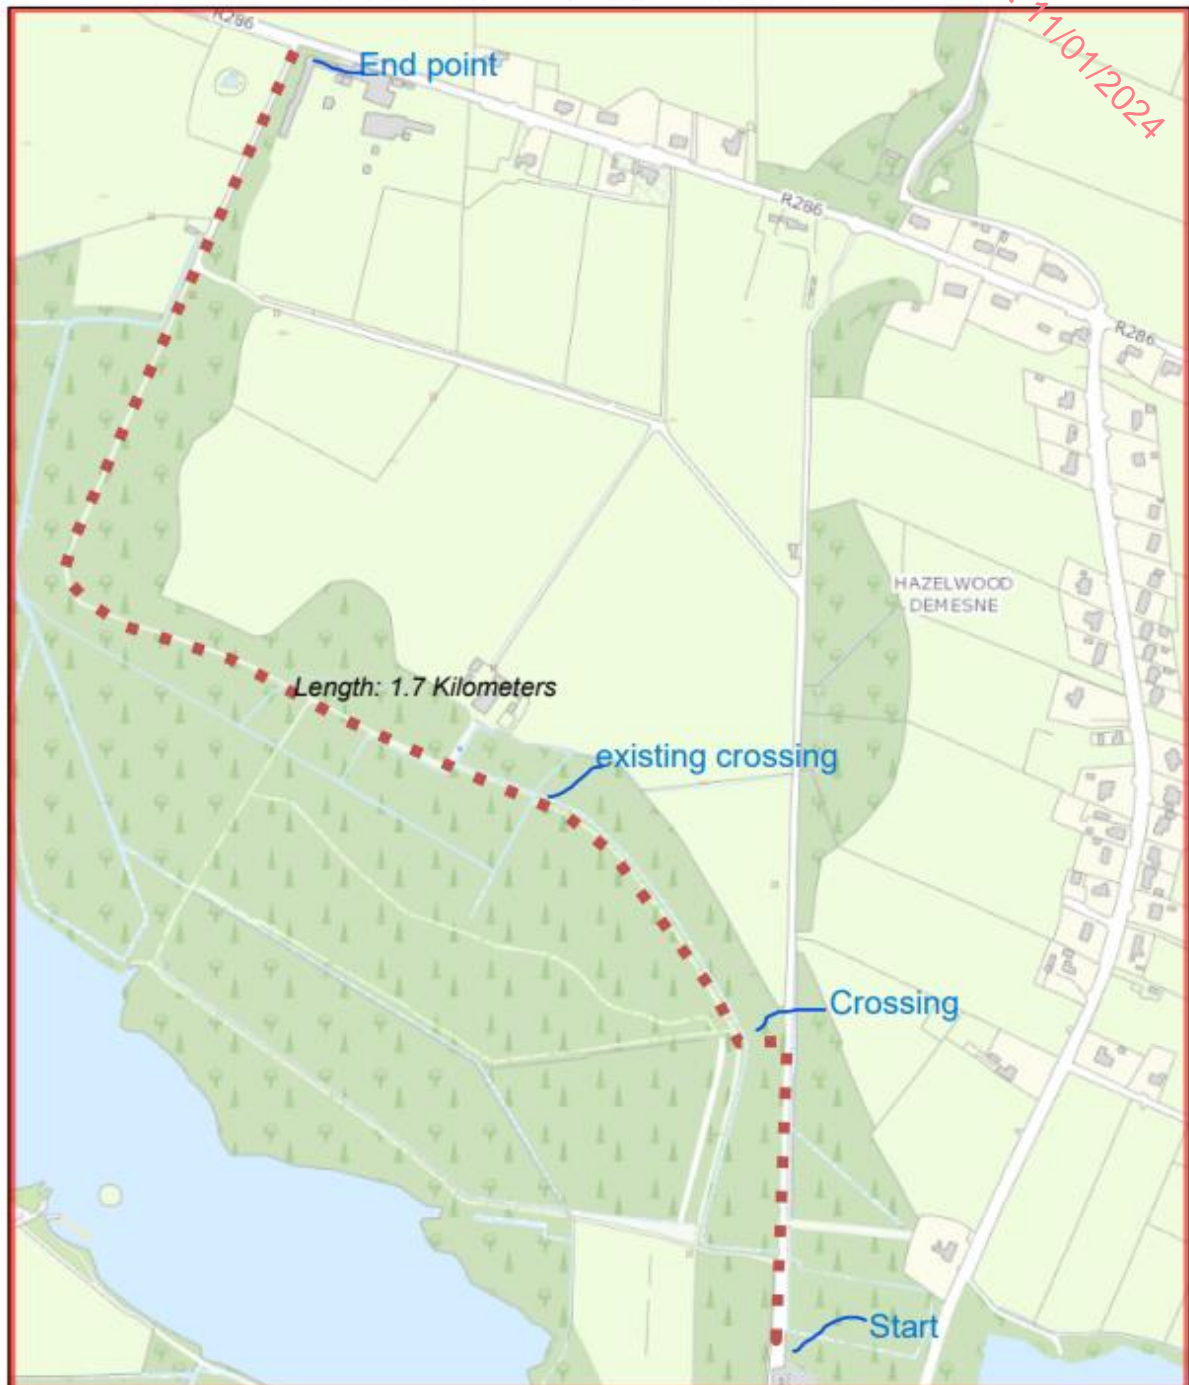 R286
11/01/2024
End point
R286
R286
HAZELWOOD
DEMESNE
Length: 1.7 Kilometers
existing crossing
Crossing
Start